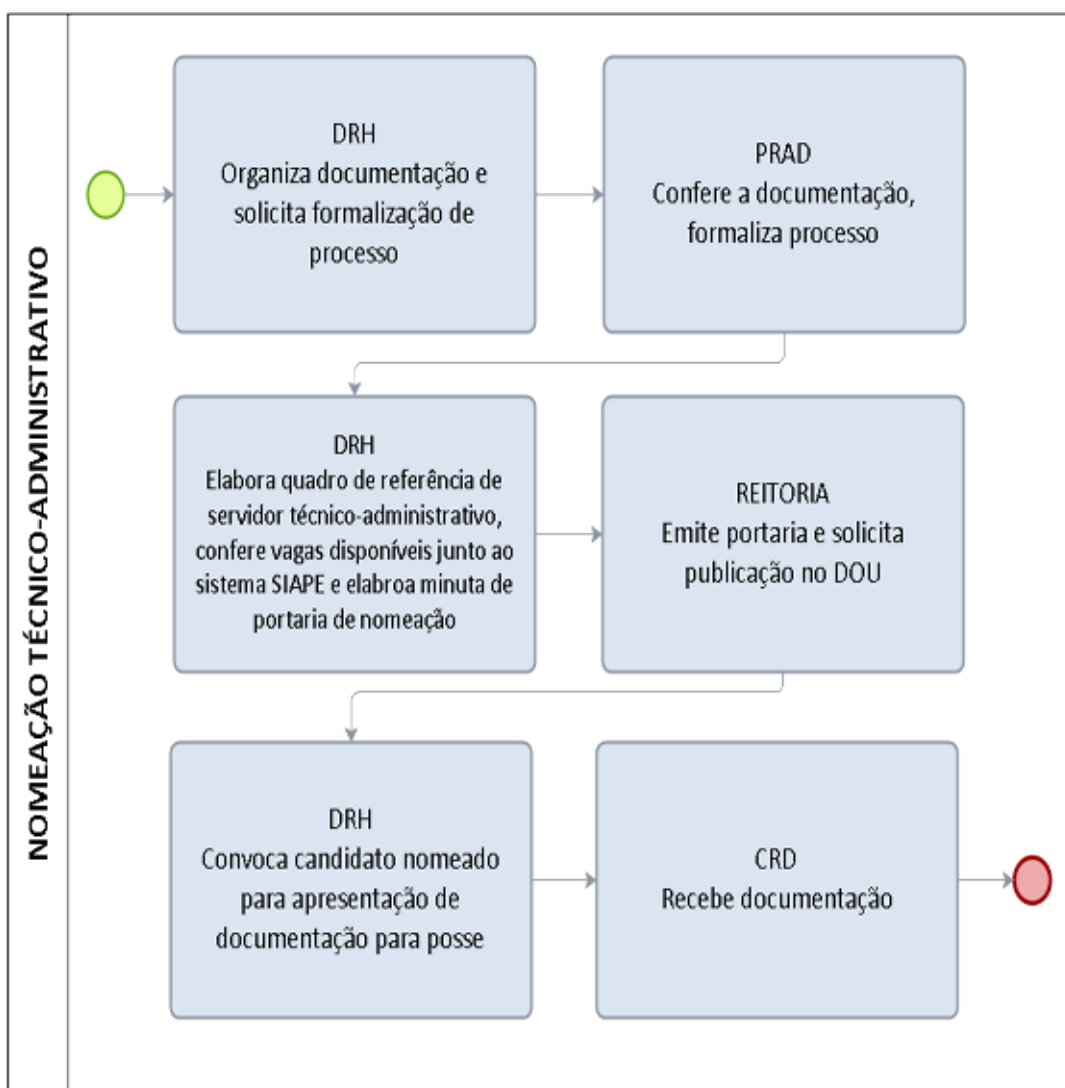 NOMEAÇÃO TÉCNICO-ADMINISTRATIVO
DRH
Organiza documentação e
solicita formalização de
processo
PRAD
Confere a documentação,
formaliza processo
DRH
Elabora quadro de referência de
servidor técnico-administrativo,
confere vagas disponíveis junto ao
sistema SIAPE e elabroa minuta de
portaria de nomeação
REITORIA
Emite portaria e solicita
publicação no DOU
DRH
Convoca candidato nomeado
para apresentação de
documentação para posse
CRD
Recebe documentação